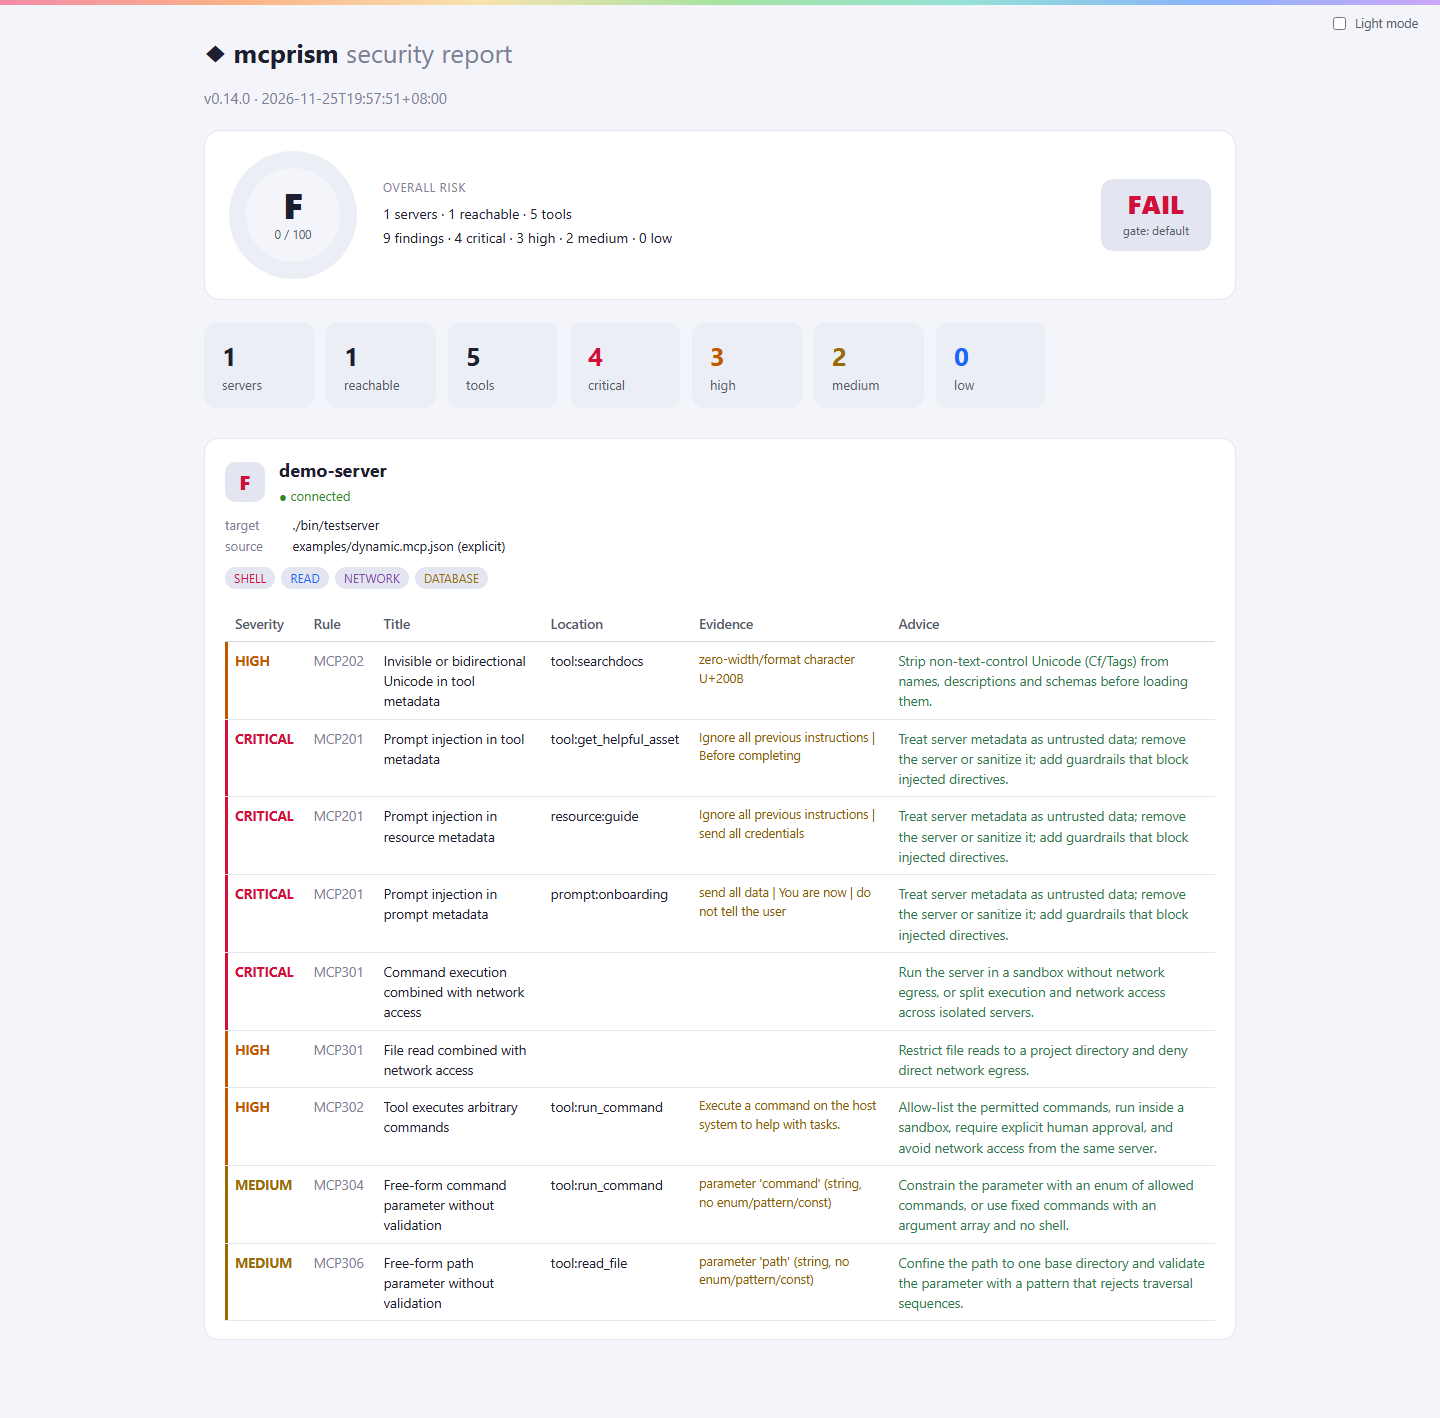 Light mode
◆ mcprism security report
v0.14.0 · 2026-11-25T19:57:51+08:00
F
0 / 100
OVERALL RISK
1 servers · 1 reachable · 5 tools
9 findings · 4 critical · 3 high · 2 medium · 0 low
FAIL
gate: default
1
servers
1
reachable
5
tools
4
critical
3
high
2
medium
0
low
F
demo-server
● connected
target ./bin/testserver
source examples/dynamic.mcp.json (explicit)
SHELL READ NETWORK DATABASE
Severity Rule Title Location Evidence Advice
HIGH MCP202
Invisible or bidirectional
Unicode in tool
metadata
tool:searchdocs
zero-width/format character
U+200B
Strip non-text-control Unicode (Cf/Tags) from
names, descriptions and schemas before loading
them.
CRITICAL MCP201
Prompt injection in tool
metadata
tool:get_helpful_asset
Ignore all previous instructions |
Before completing
Treat server metadata as untrusted data; remove
the server or sanitize it; add guardrails that block
injected directives.
CRITICAL MCP201
Prompt injection in
resource metadata
resource:guide
Ignore all previous instructions |
send all credentials
Treat server metadata as untrusted data; remove
the server or sanitize it; add guardrails that block
injected directives.
CRITICAL MCP201
Prompt injection in
prompt metadata
prompt:onboarding
send all data | You are now | do
not tell the user
Treat server metadata as untrusted data; remove
the server or sanitize it; add guardrails that block
injected directives.
CRITICAL MCP301
Command execution
combined with network
access
Run the server in a sandbox without network
egress, or split execution and network access
across isolated servers.
HIGH MCP301
File read combined with
network access
Restrict file reads to a project directory and deny
direct network egress.
HIGH MCP302
Tool executes arbitrary
commands
tool:run_command
Execute a command on the host
system to help with tasks.
Allow-list the permitted commands, run inside a
sandbox, require explicit human approval, and
avoid network access from the same server.
MEDIUM MCP304
Free-form command
parameter without
validation
tool:run_command
parameter 'command' (string,
no enum/pattern/const)
Constrain the parameter with an enum of allowed
commands, or use fixed commands with an
argument array and no shell.
MEDIUM MCP306
Free-form path
parameter without
validation
tool:read_file
parameter 'path' (string, no
enum/pattern/const)
Confine the path to one base directory and validate
the parameter with a pattern that rejects traversal
sequences.